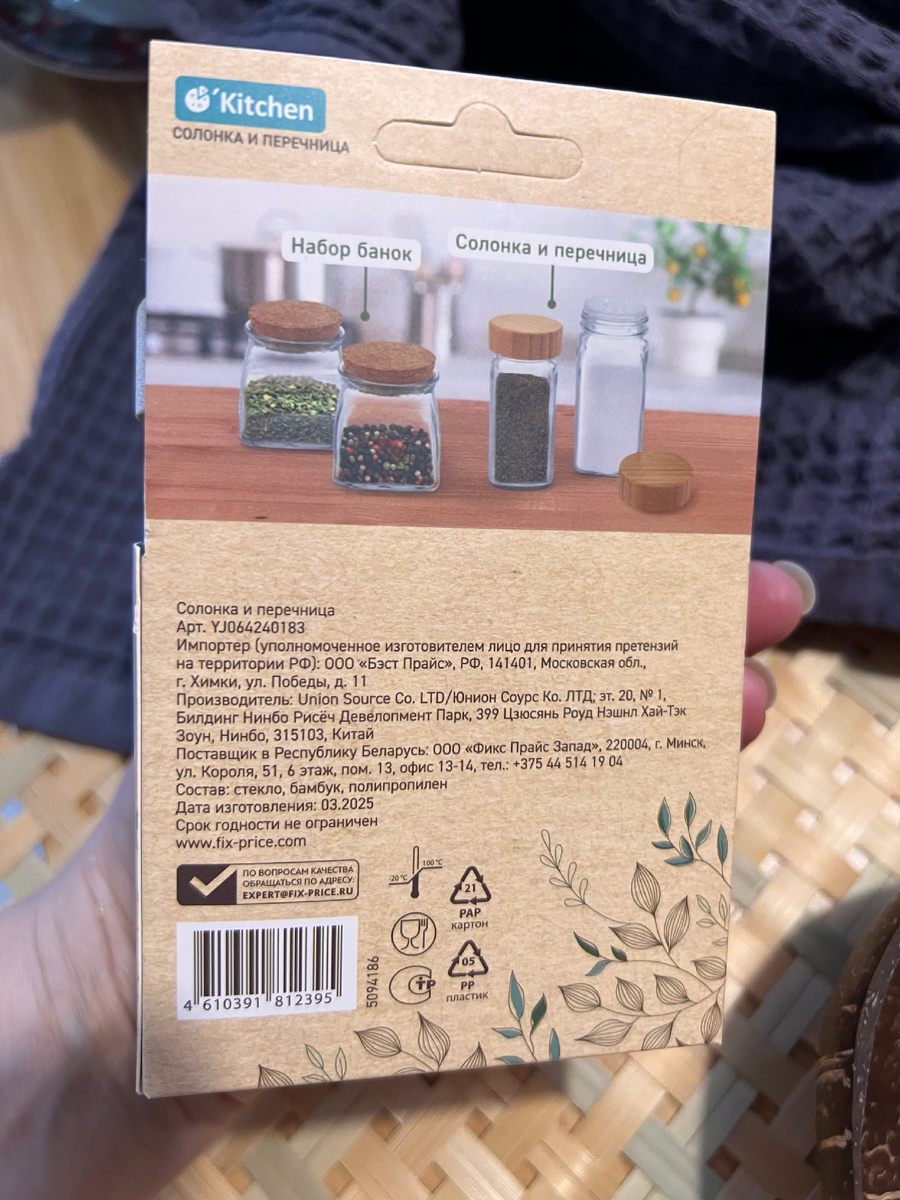 ´Kitchen
СОЛОНКА И ПЕРЕЧНИЦА
Набор банок
Солонка и перечница
Солонка и перечница
Арт. YJ064240183
Импортер (уполномоченное изготовителем лицо для принятия претензий
на территории РФ): ООО «Бэст Прайс», РФ, 141401, Московская обл.,
г. Химки, ул. Победы, д. 11
Производитель: Union Source Co. LTD/Юнион Соурс Ко. ЛТД; эт. 20, № 1,
Билдинг Нинбо Рисёч Девелопмент Парк, 399 Цзюсянь Роуд Нэшнл Хай-Тэк
Зоун, Нинбо, 315103, Китай
Поставщик в Республику Беларусь: ООО «Фикс Прайс Запад», 220004, г. Минск,
ул. Короля, 51, 6 этаж, пом. 13, офис 13-14, тел.: +375 44 514 19 04
Состав: стекло, бамбук, полипропилен
Дата изготовления: 03.2025
Срок годности не ограничен
www.fix-price.com
ПО ВОПРОСАМ КАЧЕСТВА
ОБРАЩАТЬСЯ ПО АДРЕСУ:
EXPERT@FIX-PRICE.RU
-20 °C
100 °C
21
PAP
картон
05
PP
пластик
СТР
5094186
4 610391 812395